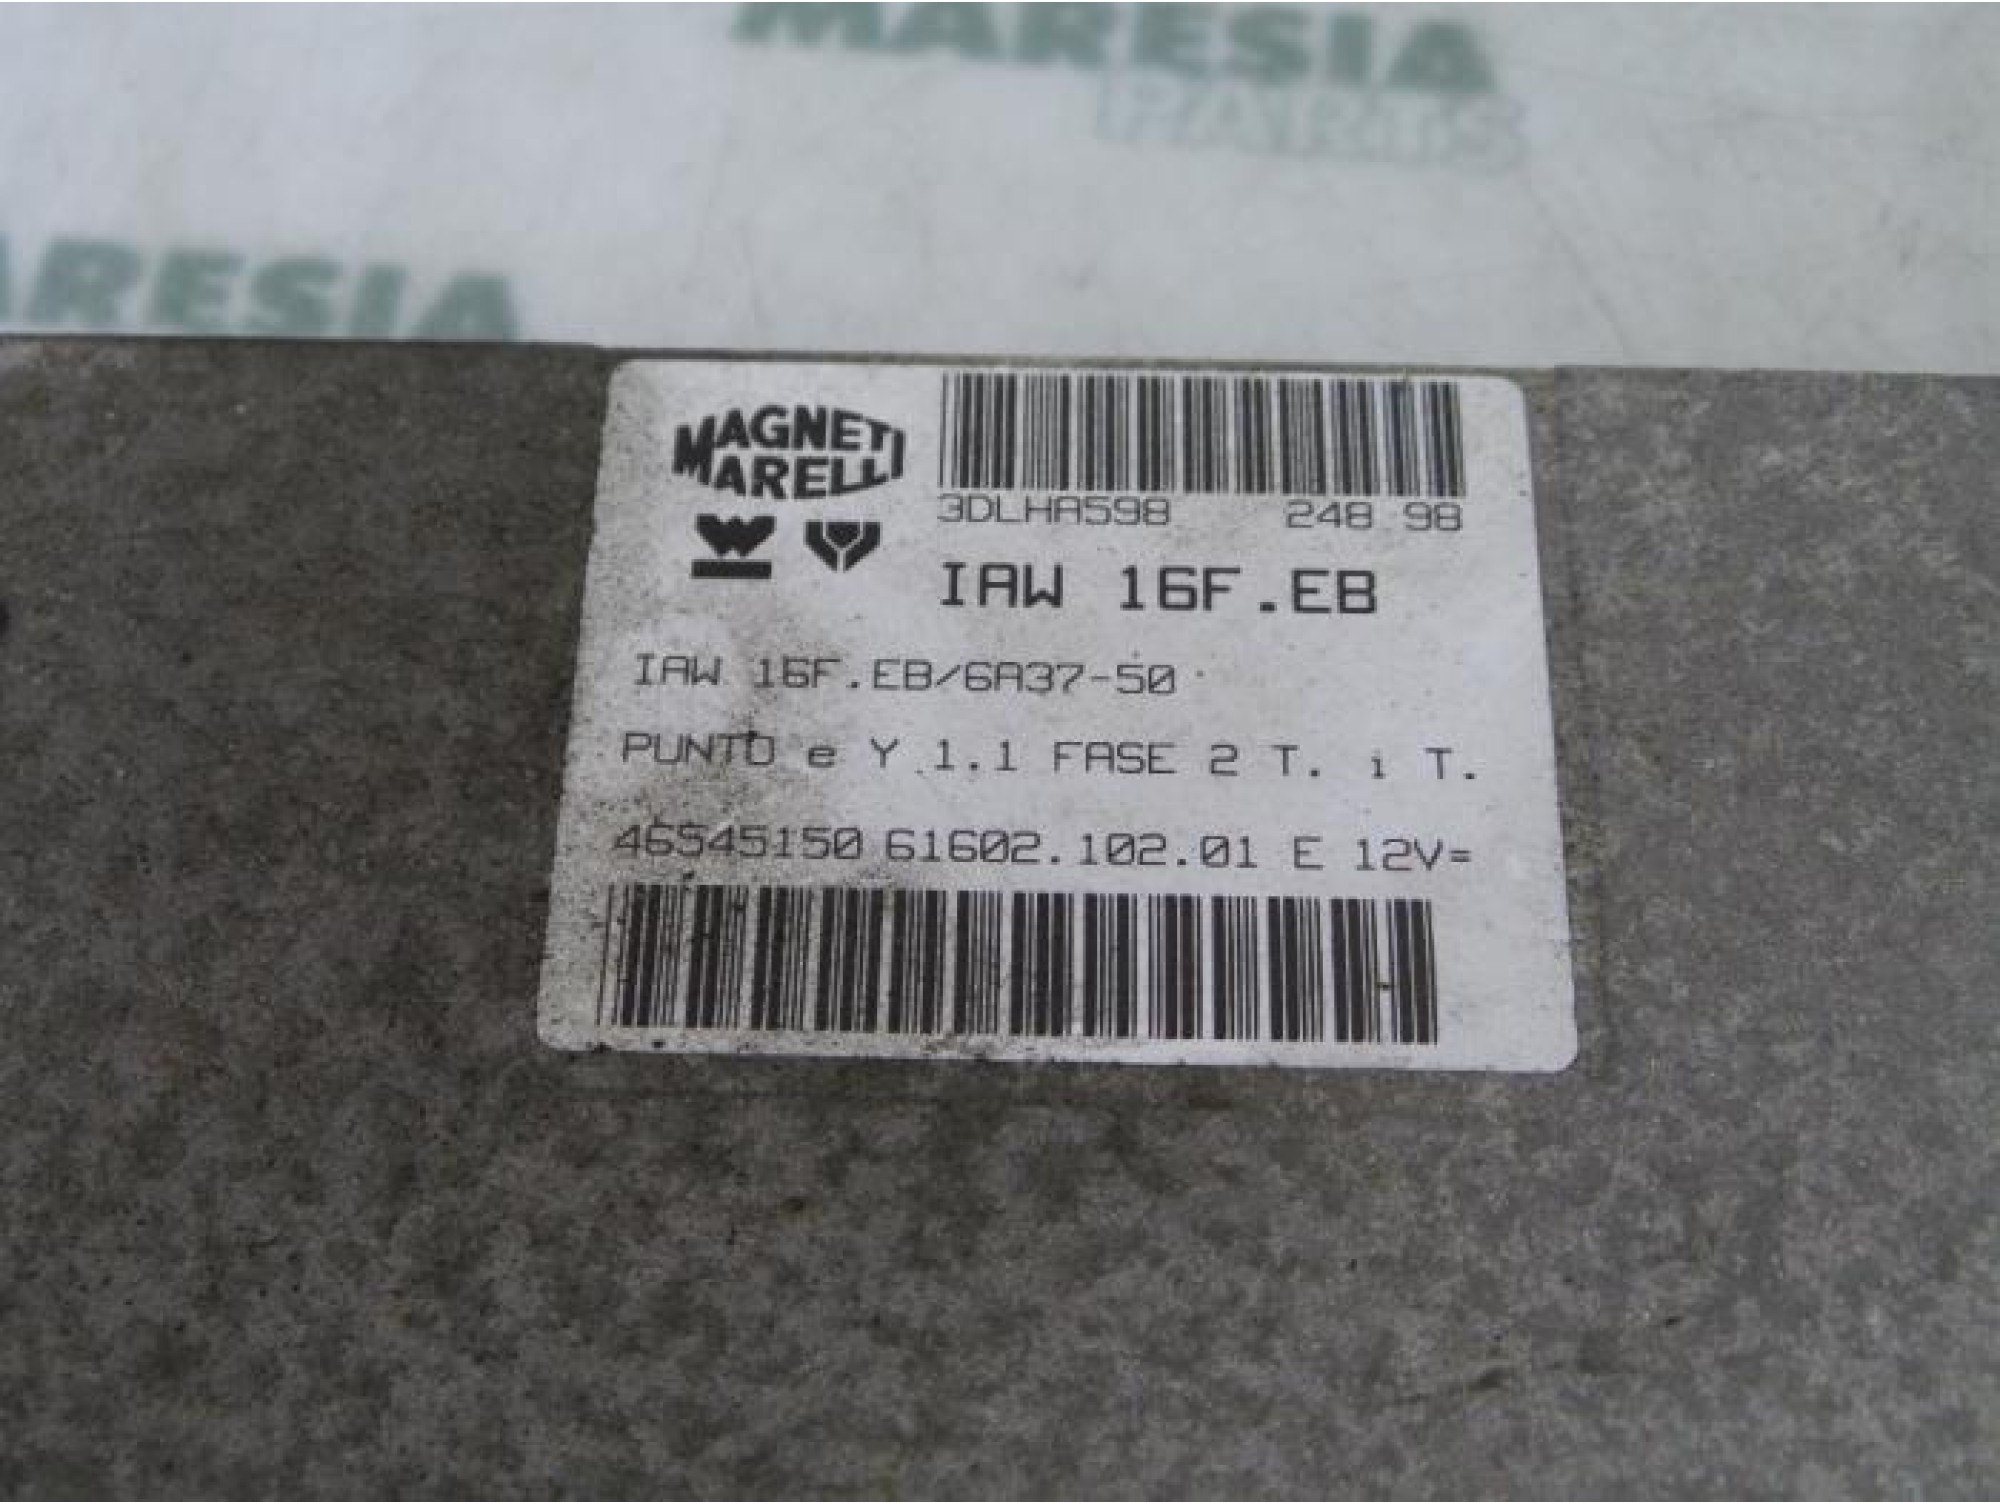 MARESIA
PARTS
MARESIA
MAGNETI
MARELLI
3DLHA598 248 98
IAW 16F.EB
IAW 16F.EB/6A37-50
PUNTO e Y 1.1 FASE 2 T. i T.
46545150 61602.102.01 E 12V=